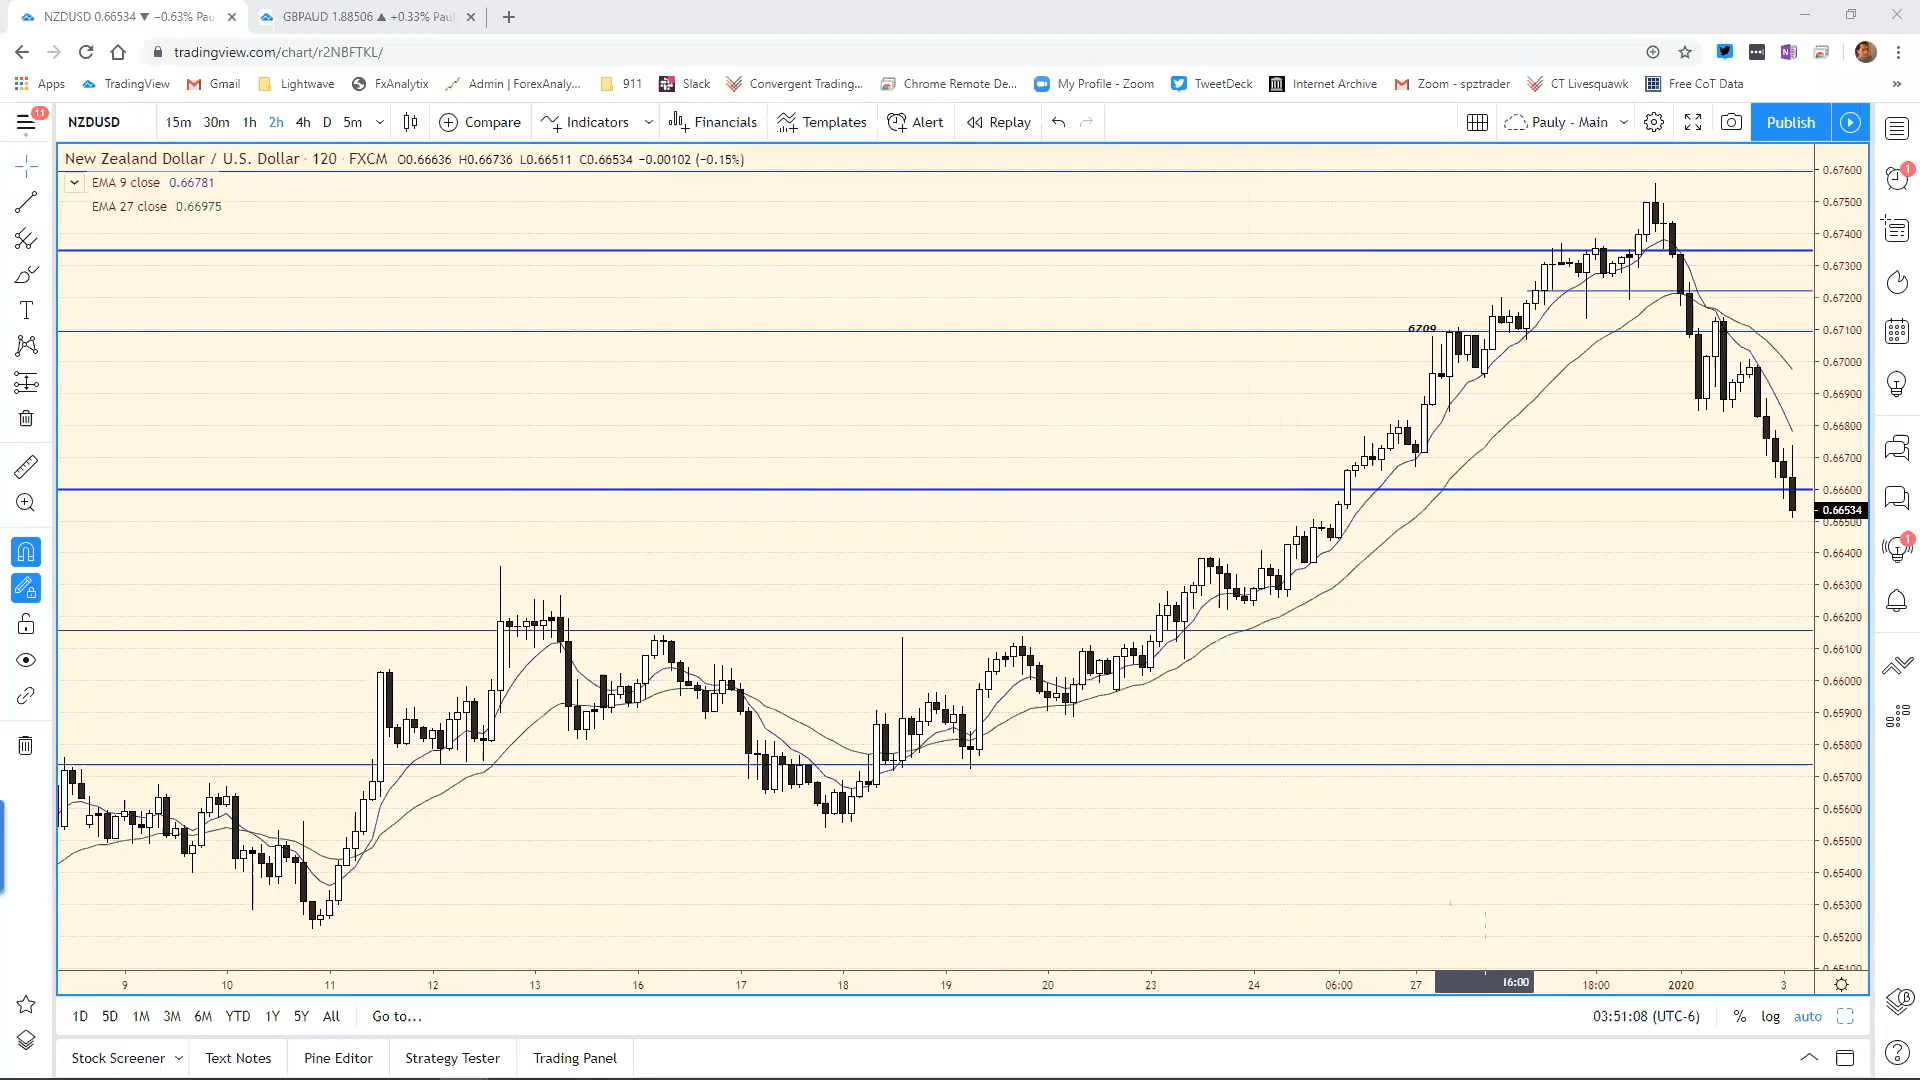 NZDUSD 0.66534 ▼ −0.63% Pau
GBPAUD 1.88506 ▲ +0.33% Paul
tradingview.com/chart/r2NBFTKL/
Apps TradingView Gmail Lightwave FxAnalytix Admin | ForexAnaly... 911 Slack Convergent Trading... Chrome Remote De... My Profile - Zoom TweetDeck Internet Archive Zoom - spztrader CT Livesquawk Free CoT Data »
11 NZDUSD 15m 30m 1h 2h 4h D 5m Compare Indicators Financials Templates Alert Replay Pauly - Main Publish
New Zealand Dollar / U.S. Dollar · 120 · FXCM O0.66636 H0.66736 L0.66511 C0.66534 −0.00102 (−0.15%)
EMA 9 close 0.66781
EMA 27 close 0.66975
6709
0.67600
0.67500
0.67400
0.67300
0.67200
0.67100
0.67000
0.66900
0.66800
0.66700
0.66600
0.66534
0.66500
0.66400
0.66300
0.66200
0.66100
0.66000
0.65900
0.65800
0.65700
0.65600
0.65500
0.65400
0.65300
0.65200
0.65100
1
1
9 10 11 12 13 16 17 18 19 20 23 24 06:00 27 16:00 18:00 2020 3
1D 5D 1M 3M 6M YTD 1Y 5Y All Go to... 03:51:08 (UTC-6) % log auto
Stock Screener Text Notes Pine Editor Strategy Tester Trading Panel